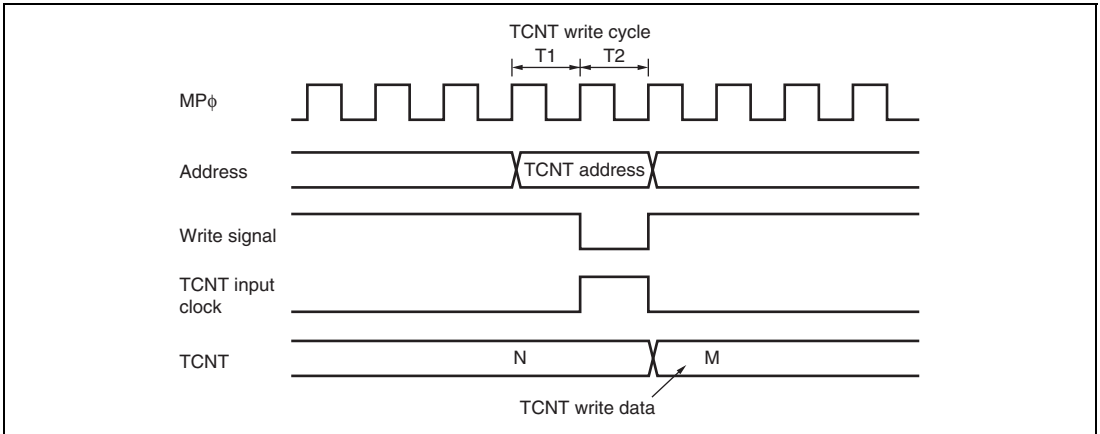 TCNT write cycle
T1 T2
MPϕ
Address
TCNT address
Write signal
TCNT input
clock
TCNT
N
M
TCNT write data